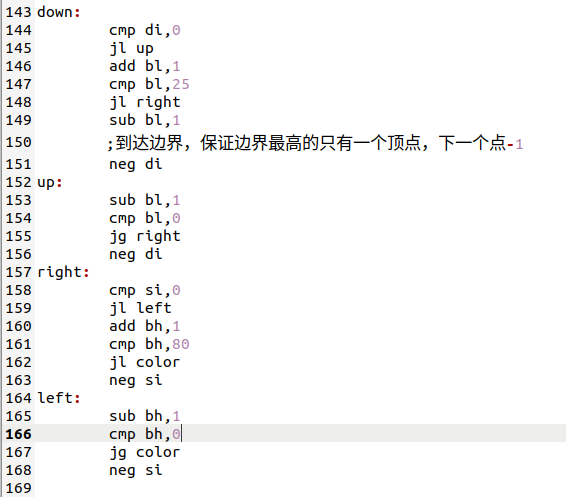 143 down:
144 cmp di,0
145 jl up
146 add bl,1
147 cmp bl,25
148 jl right
149 sub bl,1
150 ;到达边界，保证边界最高的只有一个顶点，下一个点-1
151 neg di
152 up:
153 sub bl,1
154 cmp bl,0
155 jg right
156 neg di
157 right:
158 cmp si,0
159 jl left
160 add bh,1
161 cmp bh,80
162 jl color
163 neg si
164 left:
165 sub bh,1
166 cmp bh,0
167 jg color
168 neg si
169